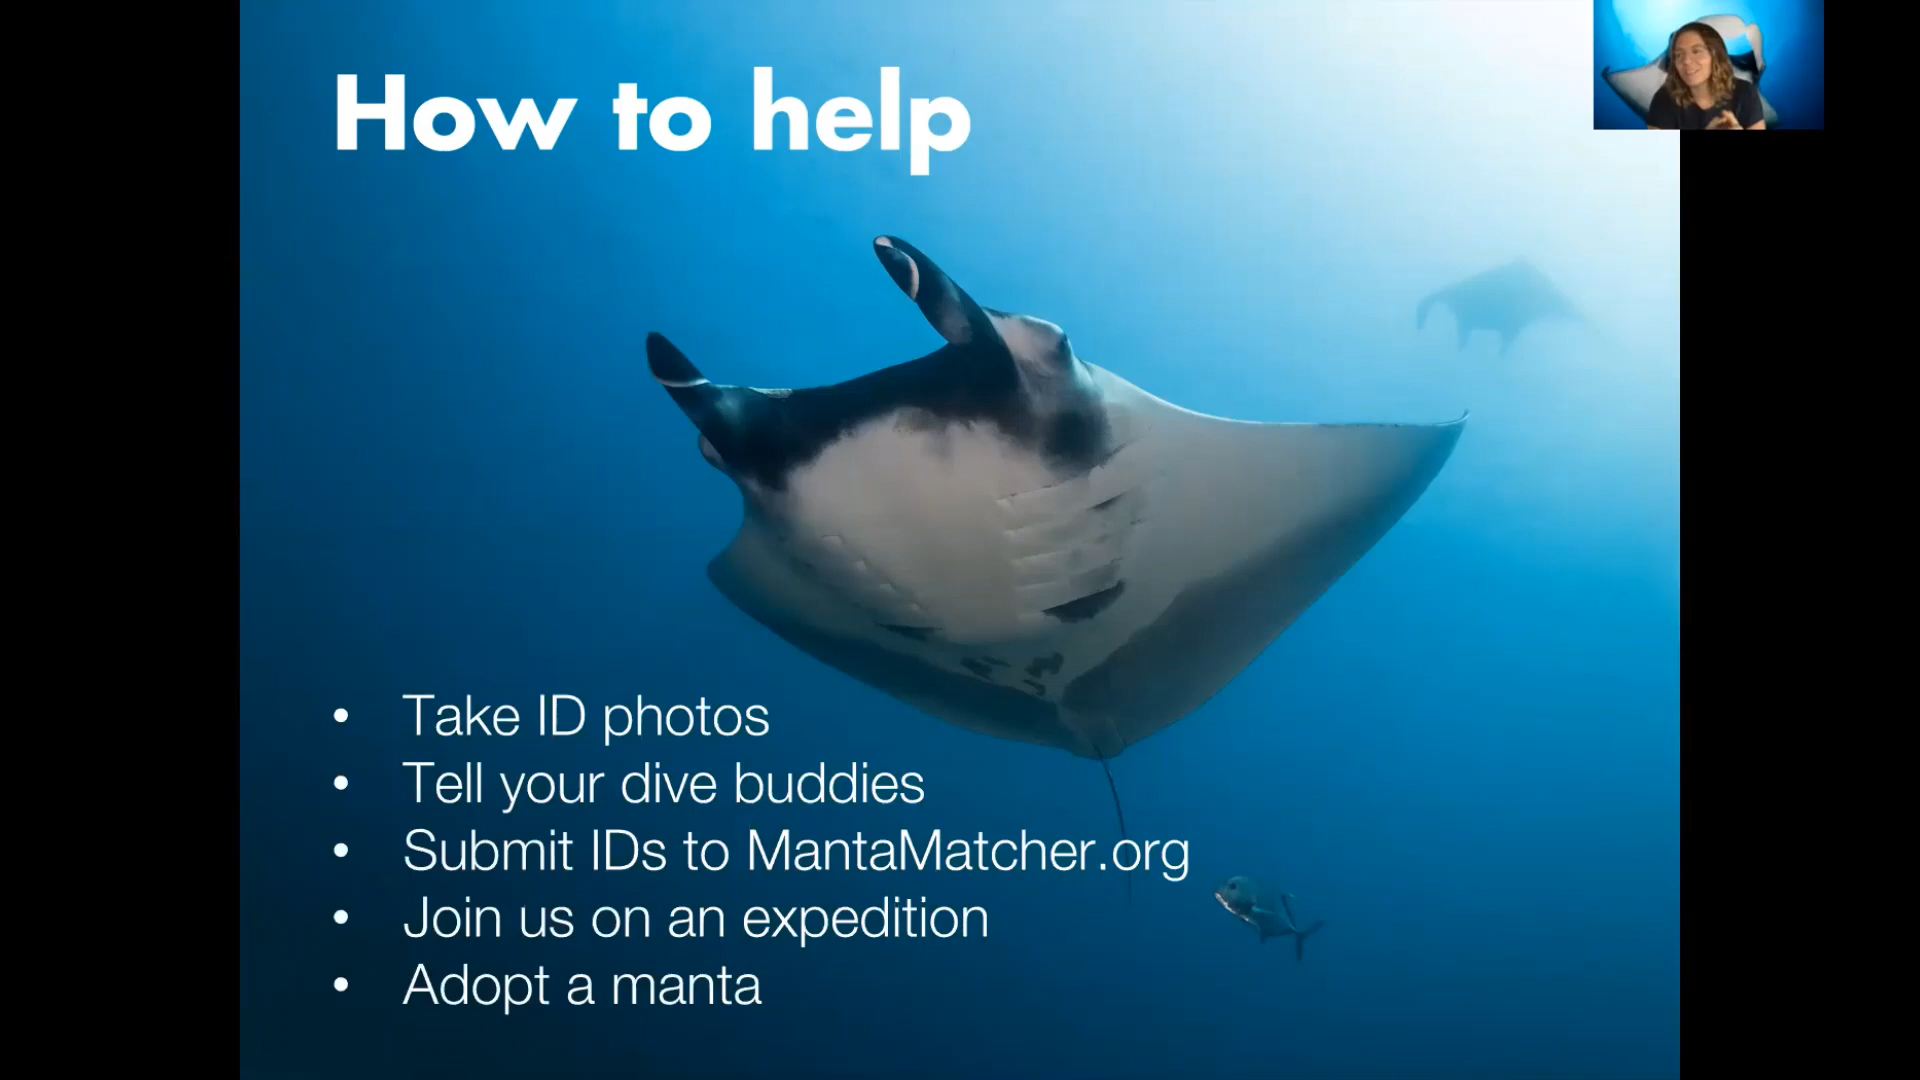 How to help
• Take ID photos
• Tell your dive buddies
• Submit IDs to MantaMatcher.org
• Join us on an expedition
• Adopt a manta